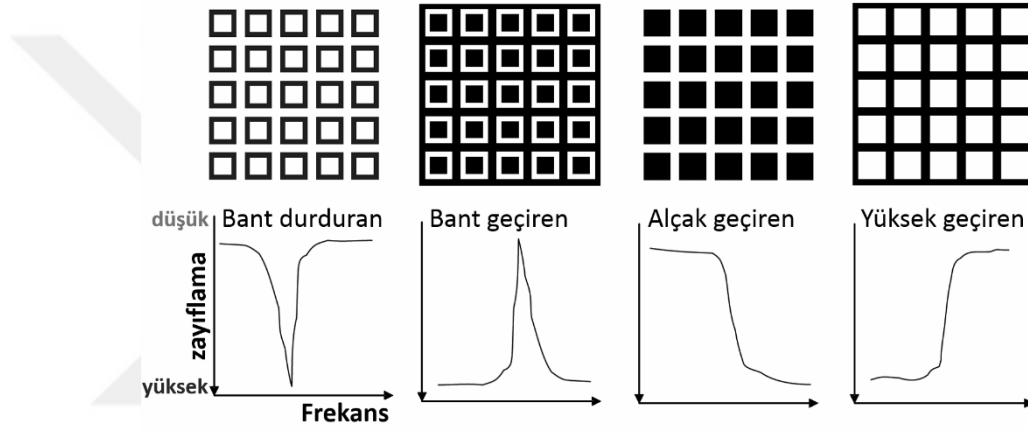 düşük
Bant durduran
Bant geçiren
Alçak geçiren
Yüksek geçiren
zayıflama
yüksek
Frekans